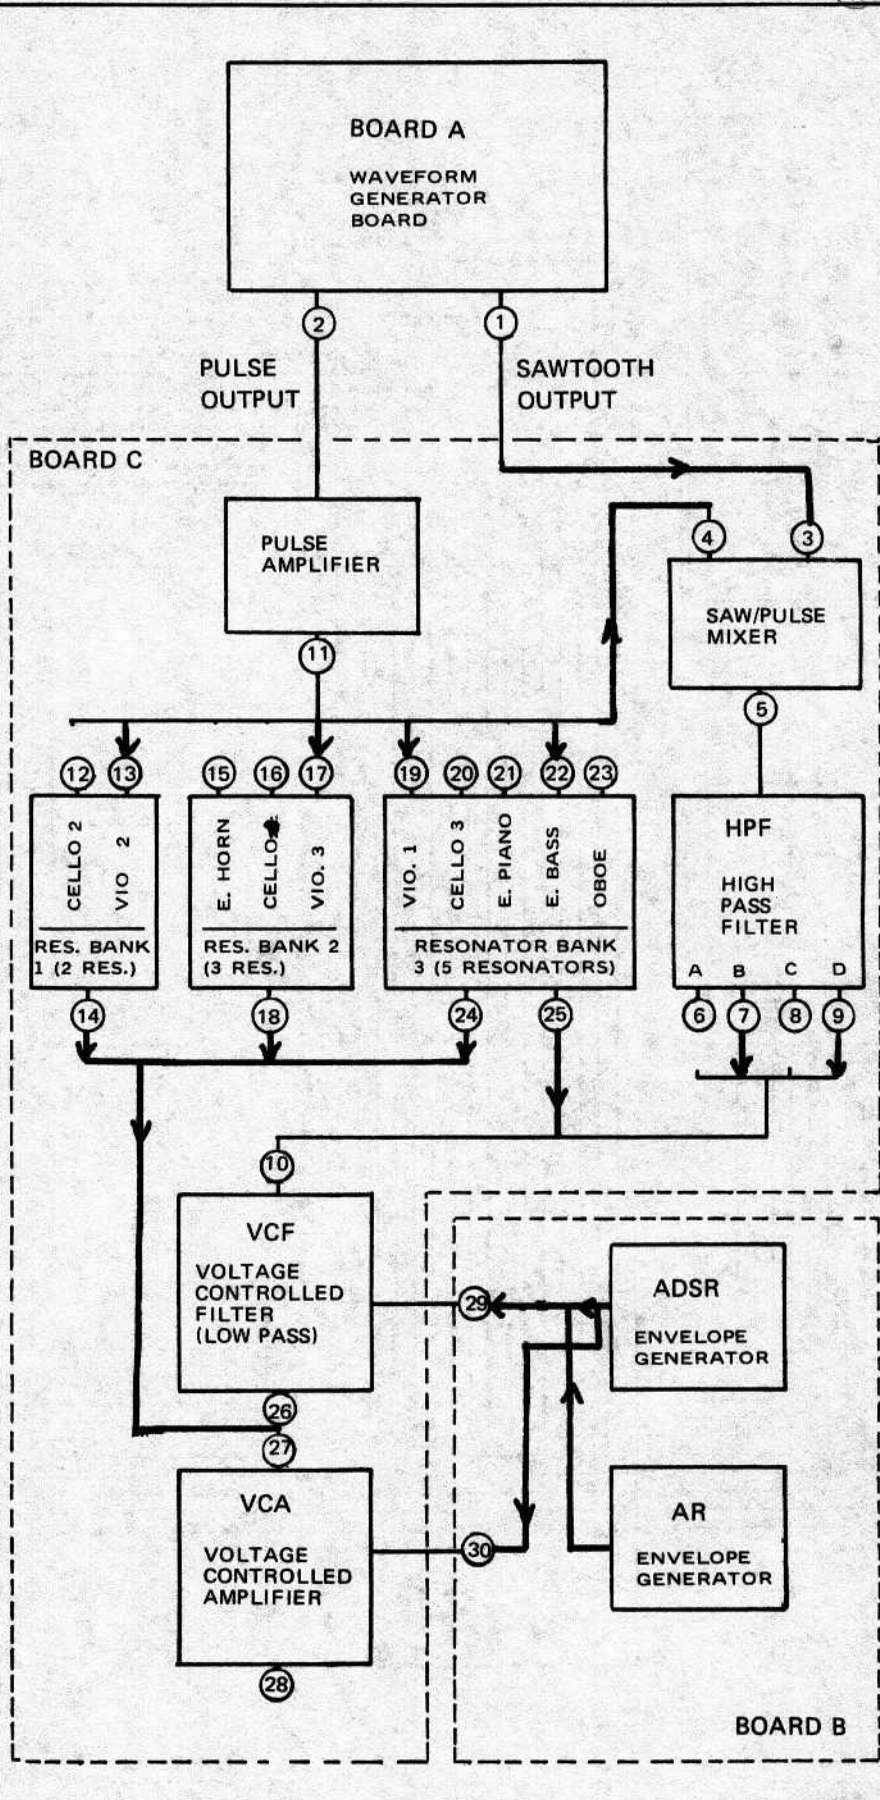 BOARD A
WAVEFORM
GENERATOR
BOARD
2
1
PULSE
OUTPUT
SAWTOOTH
OUTPUT
BOARD C
PULSE
AMPLIFIER
4
3
SAW/PULSE
MIXER
11
5
12
13
15
16
17
19
20
21
22
23
CELLO 2
VIO 2
E. HORN
CELLO
VIO. 3
VIO. 1
CELLO 3
E. PIANO
E. BASS
OBOE
HPF
HIGH
PASS
FILTER
RES. BANK
1 (2 RES.)
RES. BANK 2
(3 RES.)
RESONATOR BANK
3 (5 RESONATORS)
A B C D
14
18
24
25
6
7
8
9
10
VCF
VOLTAGE
CONTROLLED
FILTER
(LOW PASS)
29
ADSR
ENVELOPE
GENERATOR
26
27
VCA
VOLTAGE
CONTROLLED
AMPLIFIER
30
AR
ENVELOPE
GENERATOR
28
BOARD B